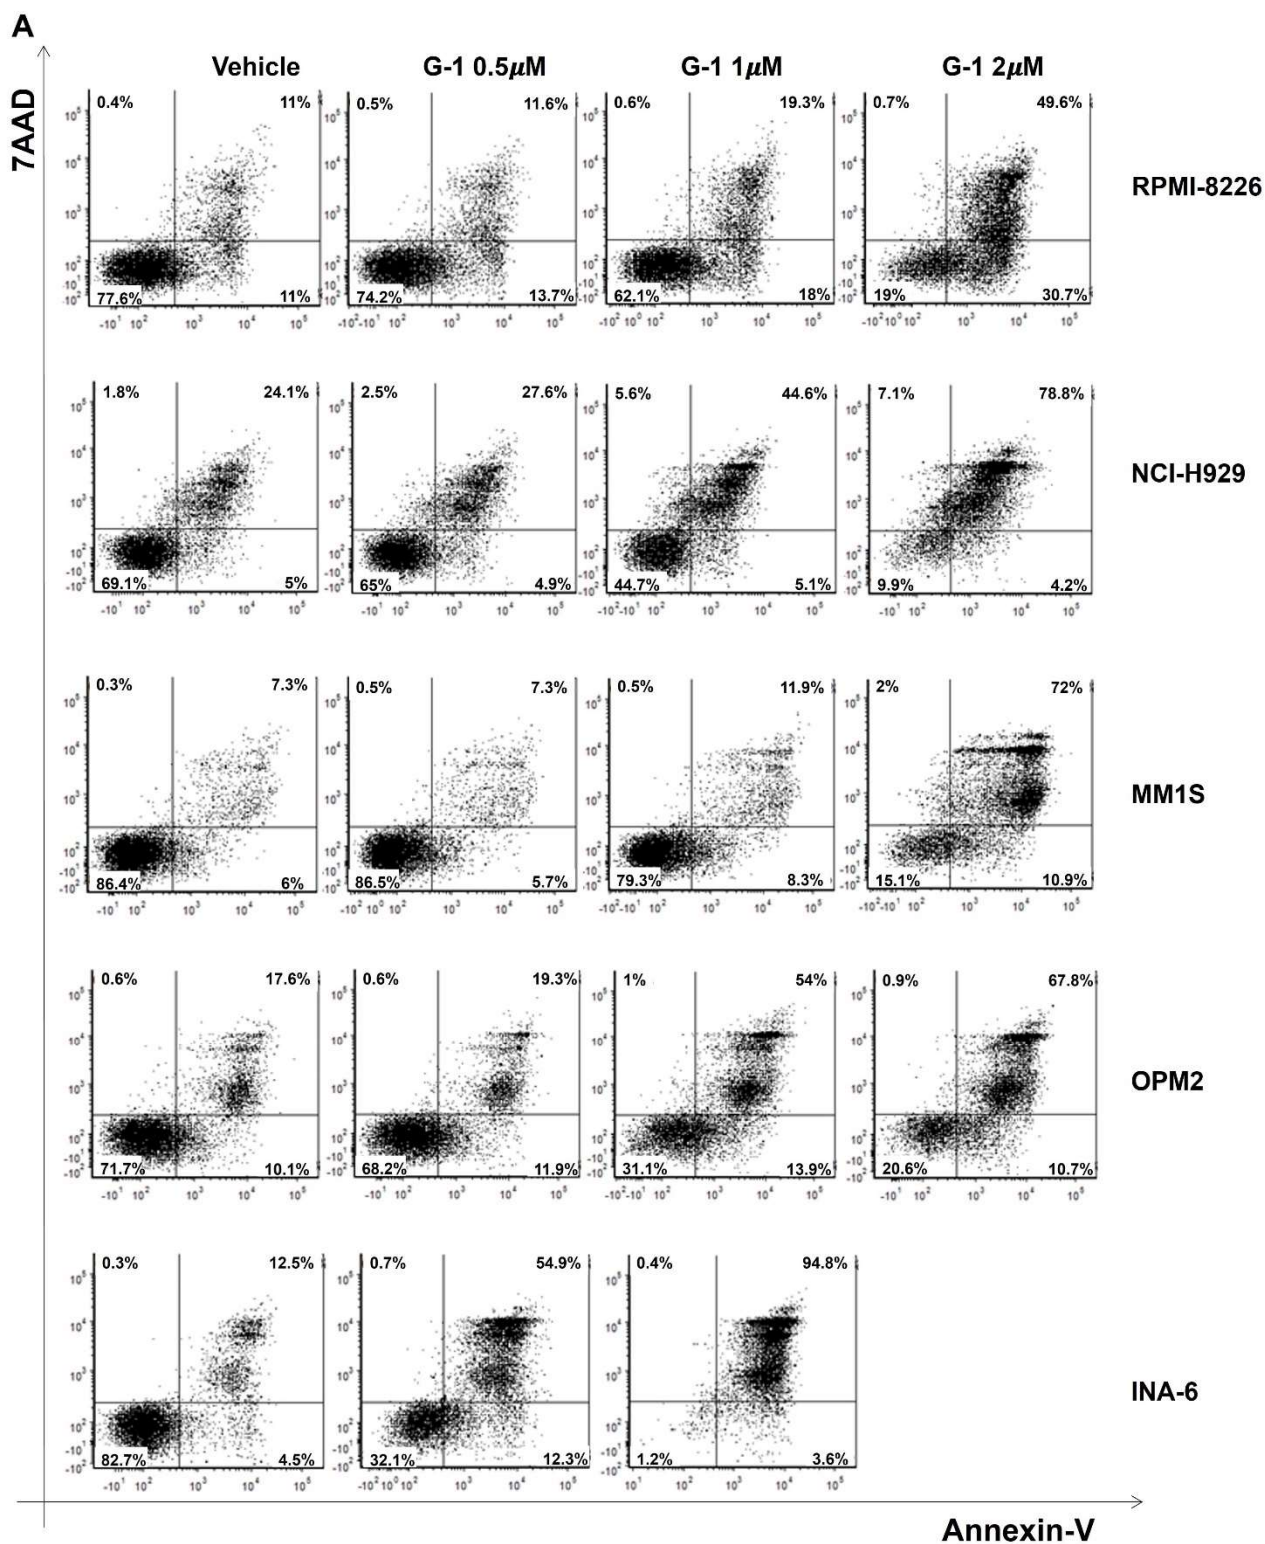 A
7AAD
Vehicle G-1 0.5µM G-1 1µM G-1 2µM
0.4% 11% 0.5% 11.6% 0.6% 19.3% 0.7% 49.6%
RPMI-8226
77.6% 11% 74.2% 13.7% 62.1% 18% 19% 30.7%
1.8% 24.1% 2.5% 27.6% 5.6% 44.6% 7.1% 78.8%
NCI-H929
69.1% 5% 65% 4.9% 44.7% 5.1% 9.9% 4.2%
0.3% 7.3% 0.5% 7.3% 0.5% 11.9% 2% 72%
MM1S
86.4% 6% 86.5% 5.7% 79.3% 8.3% 15.1% 10.9%
0.6% 17.6% 0.6% 19.3% 1% 54% 0.9% 67.8%
OPM2
71.7% 10.1% 68.2% 11.9% 31.1% 13.9% 20.6% 10.7%
0.3% 12.5% 0.7% 54.9% 0.4% 94.8%
INA-6
82.7% 4.5% 32.1% 12.3% 1.2% 3.6%
Annexin-V